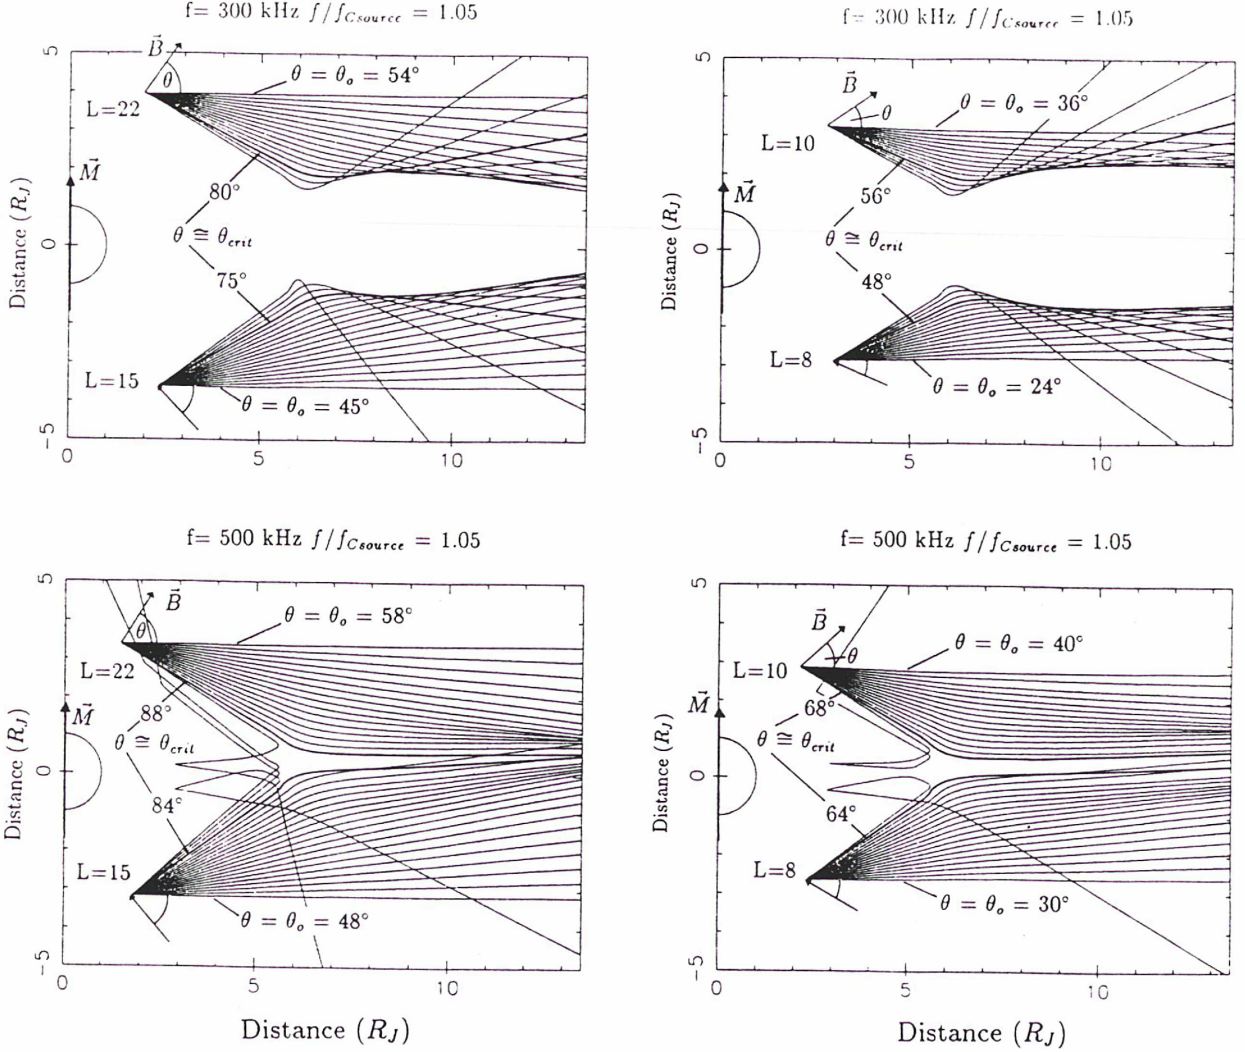 f= 300 kHz f/f_Csource = 1.05
5
B⃗
θ
θ = θ_o = 54°
L=22
M⃗
80°
θ ≅ θ_crit
75°
L=15
θ = θ_o = 45°
0
-5
Distance (R_J)
0 5 10
f= 300 kHz f/f_Csource = 1.05
5
B⃗
θ
θ = θ_o = 36°
L=10
M⃗
56°
θ ≅ θ_crit
48°
L=8
θ = θ_o = 24°
0
-5
Distance (R_J)
0 5 10
f= 500 kHz f/f_Csource = 1.05
5
B⃗
θ
θ = θ_o = 58°
L=22
M⃗
88°
θ ≅ θ_crit
84°
L=15
θ = θ_o = 48°
0
-5
Distance (R_J)
0 5 10
Distance (R_J)
f= 500 kHz f/f_Csource = 1.05
5
B⃗
θ
θ = θ_o = 40°
L=10
M⃗
68°
θ ≅ θ_crit
64°
L=8
θ = θ_o = 30°
0
-5
Distance (R_J)
0 5 10
Distance (R_J)